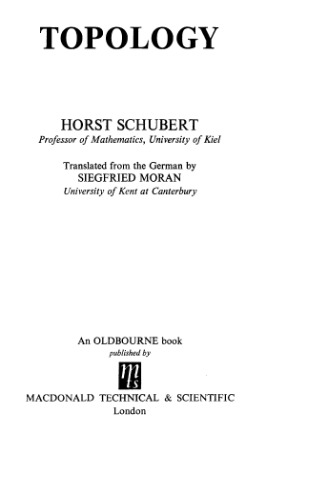 TOPOLOGY
HORST SCHUBERT
Professor of Mathematics, University of Kiel
Translated from the German by
SIEGFRIED MORAN
University of Kent at Canterbury
An OLDBOURNE book
published by
m
ts
MACDONALD TECHNICAL & SCIENTIFIC
London